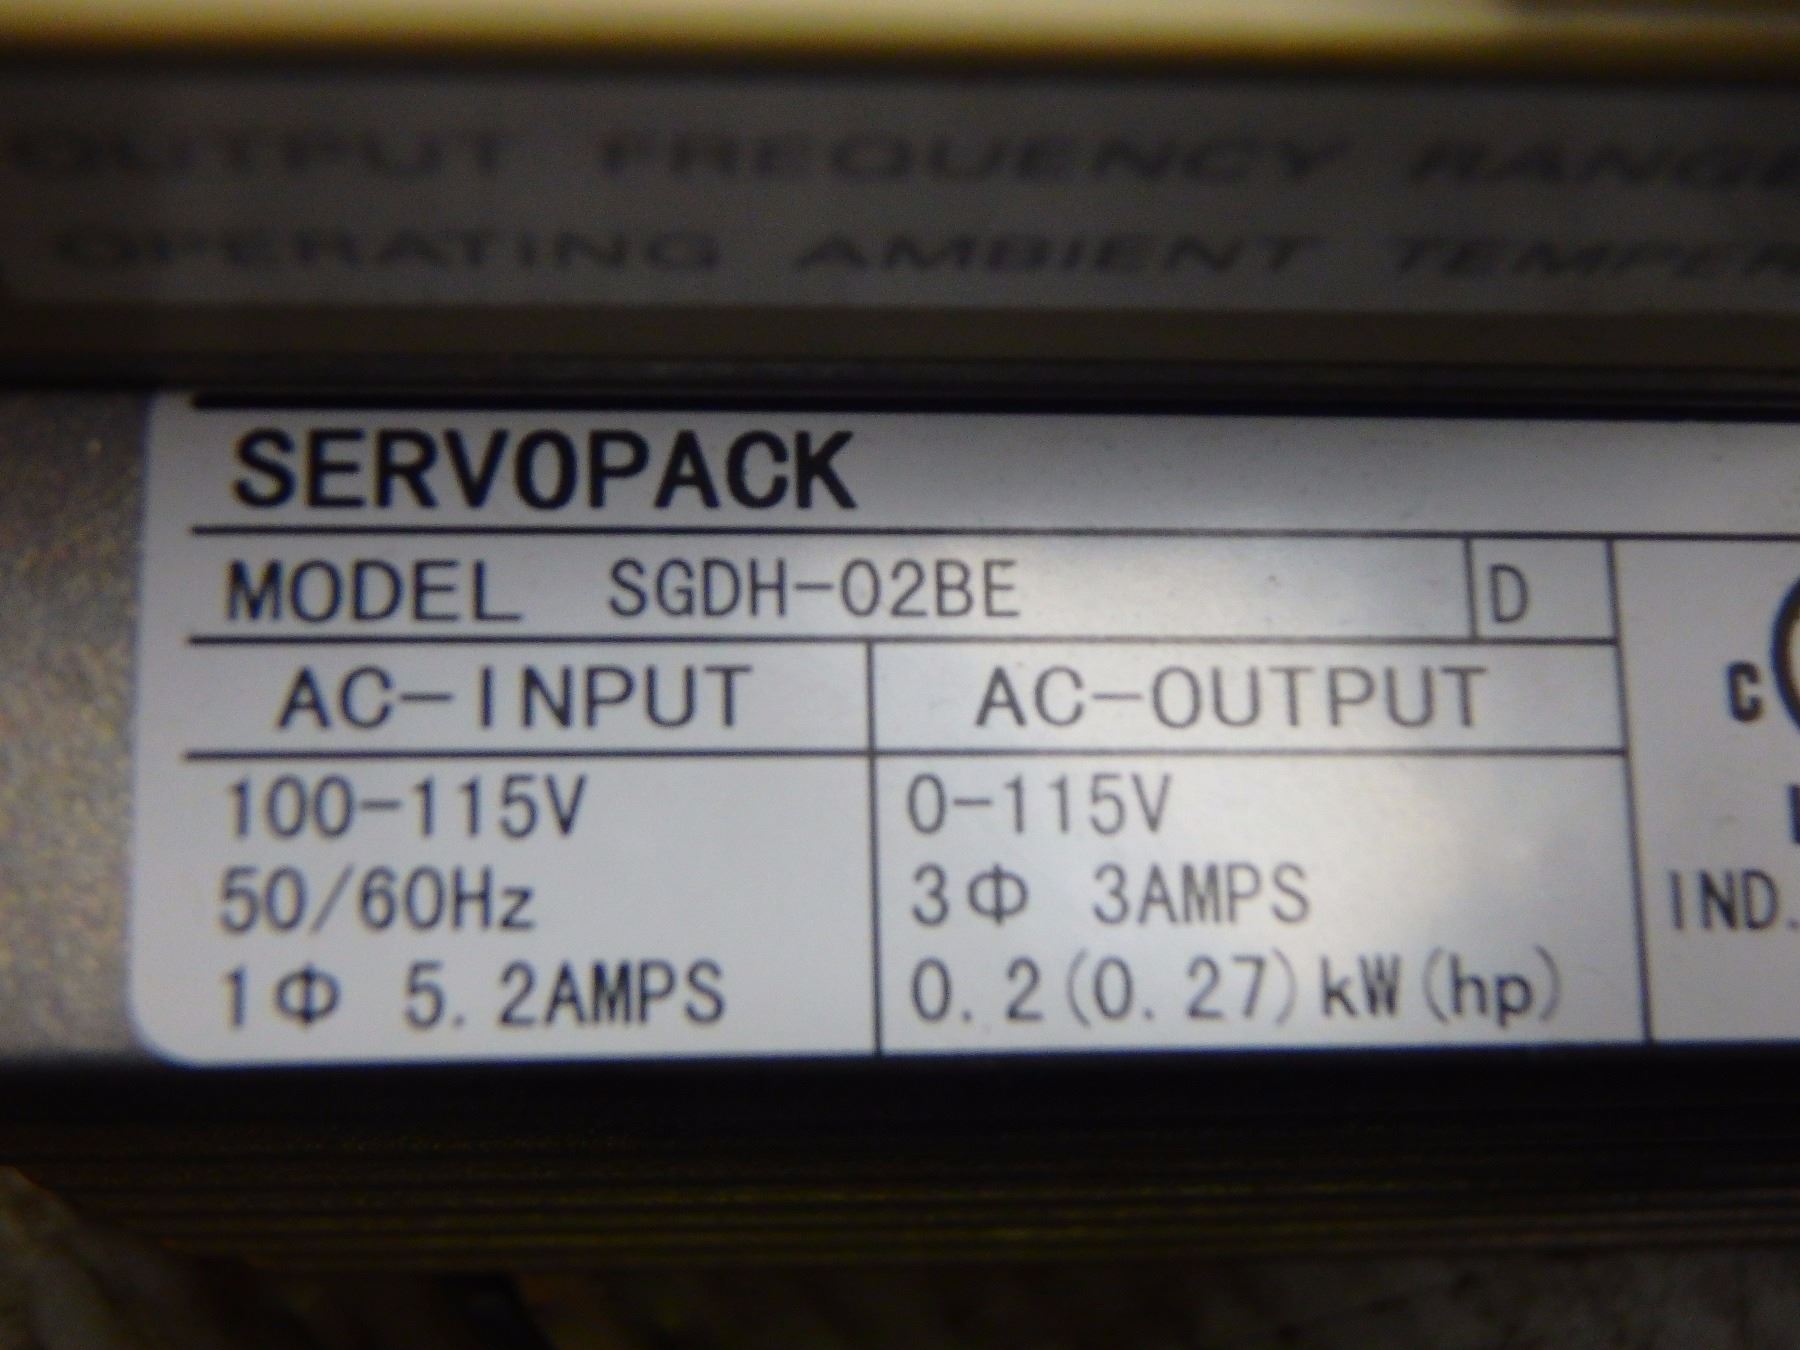 OUTPUT FREQUENCY RANGE
OPERATING AMBIENT
SERVOPACK
MODEL SGDH-02BE D
AC-INPUT AC-OUTPUT
C
100-115V 0-115V
50/60Hz 3Φ 3AMPS
IND.
1Φ 5.2AMPS 0.2(0.27)kW(hp)